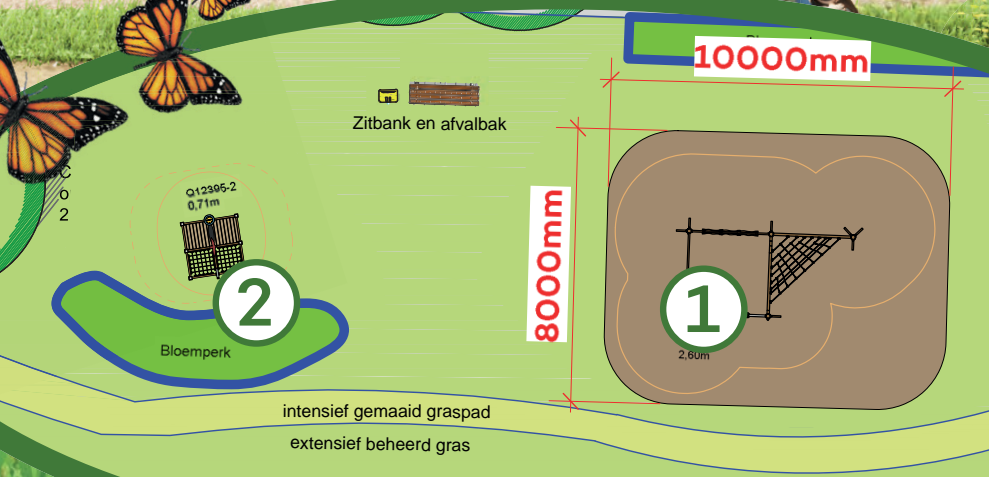 10000mm
Zitbank en afvalbak
C
o
2
Q12395-2
0,71m
8000mm
2
1
2,60m
Bloemperk
intensief gemaaid graspad
extensief beheerd gras